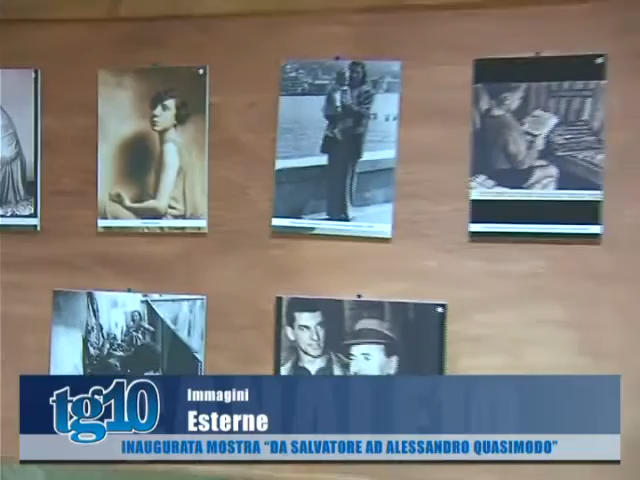 tg10
Immagini
Esterne
INAUGURATA MOSTRA "DA SALVATORE AD ALESSANDRO QUASIMODO"